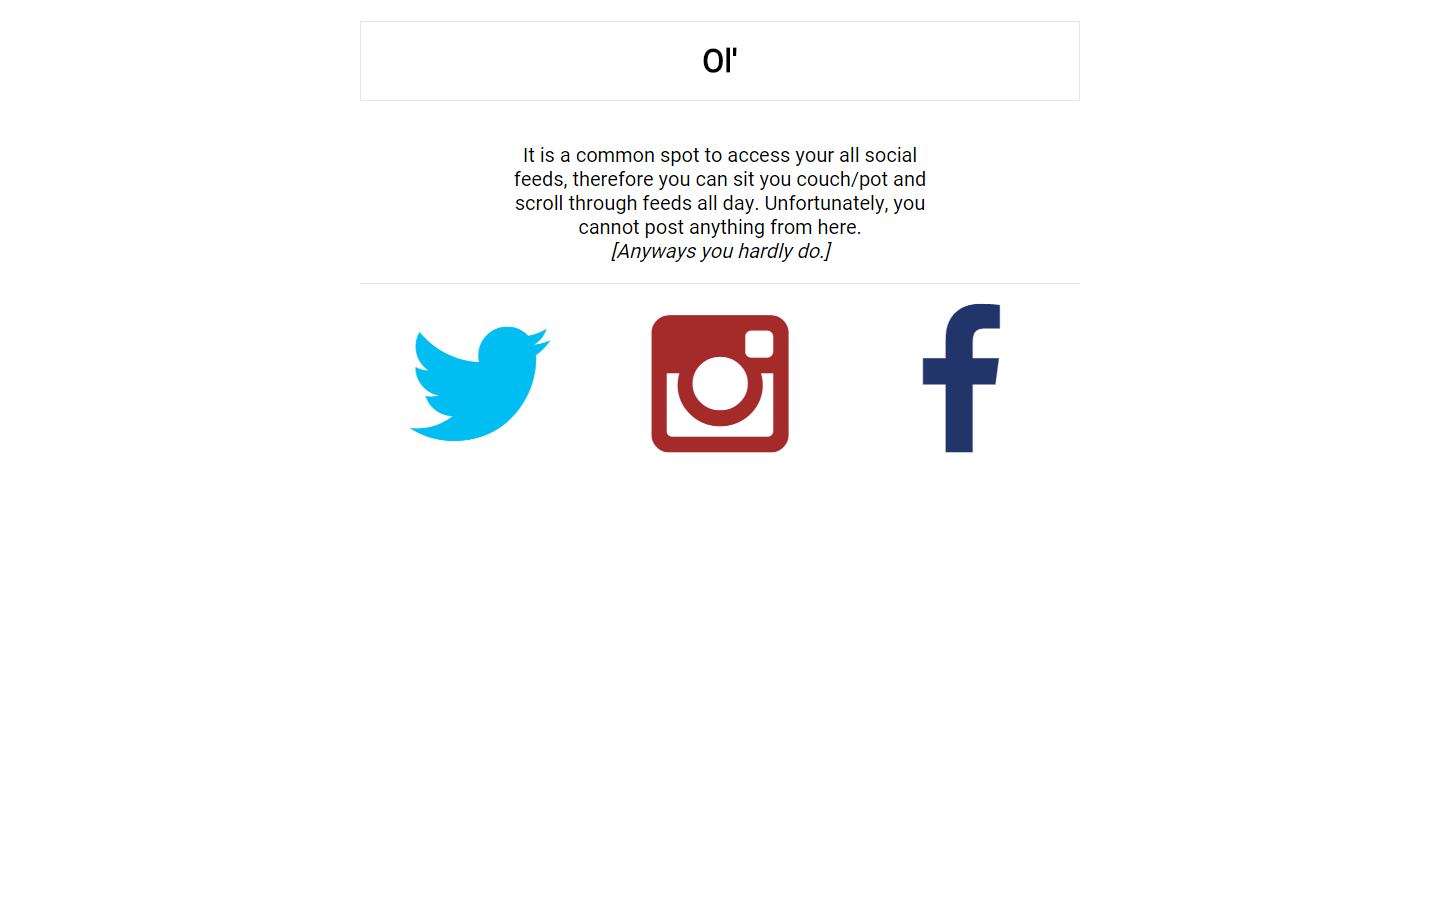 Ol'
It is a common spot to access your all social
feeds, therefore you can sit you couch/pot and
scroll through feeds all day. Unfortunately, you
cannot post anything from here.
[Anyways you hardly do.]